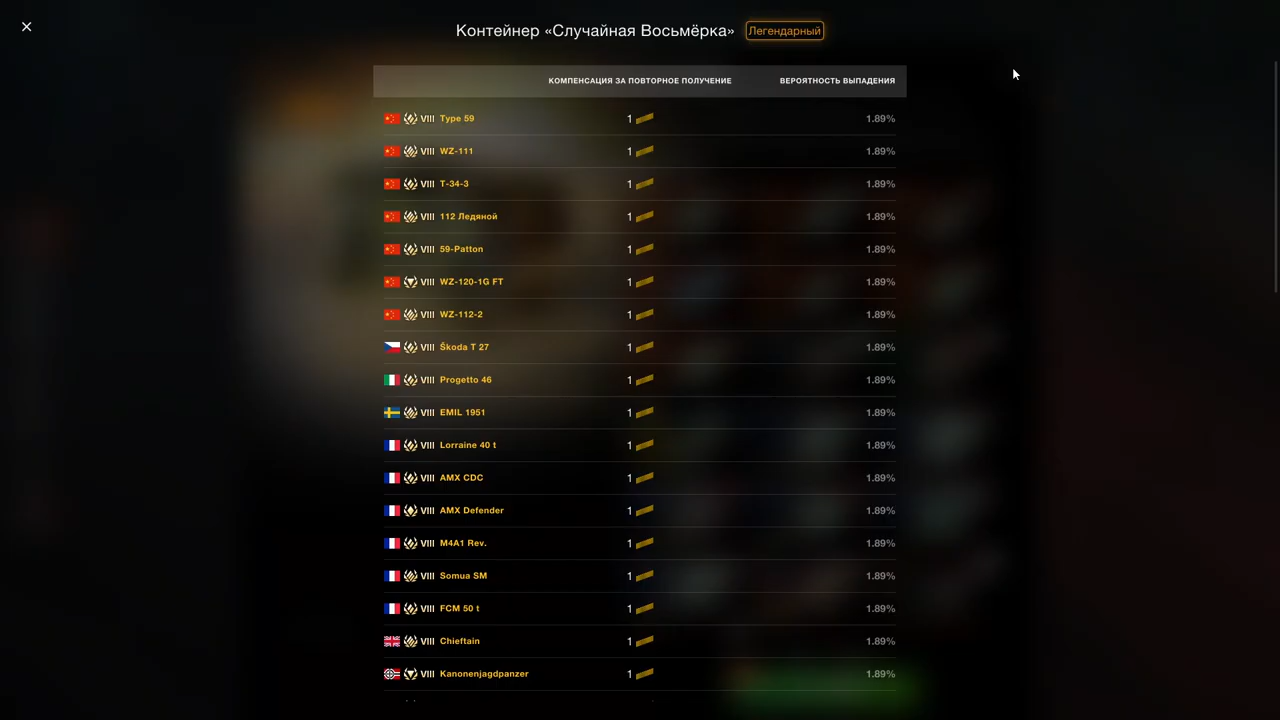 Контейнер «Случайная Восьмёрка» Легендарный
КОМПЕНСАЦИЯ ЗА ПОВТОРНОЕ ПОЛУЧЕНИЕ ВЕРОЯТНОСТЬ ВЫПАДЕНИЯ
VIII Type 59 1 1.89%
VIII WZ-111 1 1.89%
VIII T-34-3 1 1.89%
VIII 112 Ледяной 1 1.89%
VIII 59-Patton 1 1.89%
VIII WZ-120-1G FT 1 1.89%
VIII WZ-112-2 1 1.89%
VIII Škoda T 27 1 1.89%
VIII Progetto 46 1 1.89%
VIII EMIL 1951 1 1.89%
VIII Lorraine 40 t 1 1.89%
VIII AMX CDC 1 1.89%
VIII AMX Defender 1 1.89%
VIII M4A1 Rev. 1 1.89%
VIII Somua SM 1 1.89%
VIII FCM 50 t 1 1.89%
VIII Chieftain 1 1.89%
VIII Kanonenjagdpanzer 1 1.89%